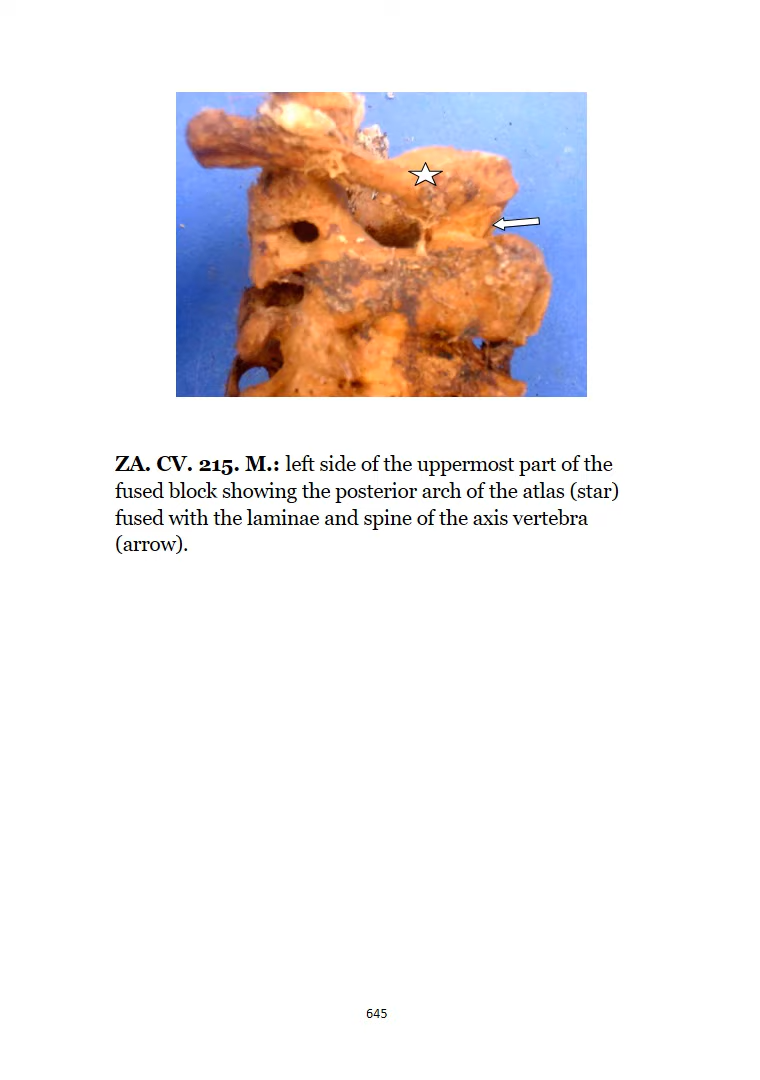 ZA. CV. 215. M.: left side of the uppermost part of the
fused block showing the posterior arch of the atlas (star)
fused with the laminae and spine of the axis vertebra
(arrow).
645